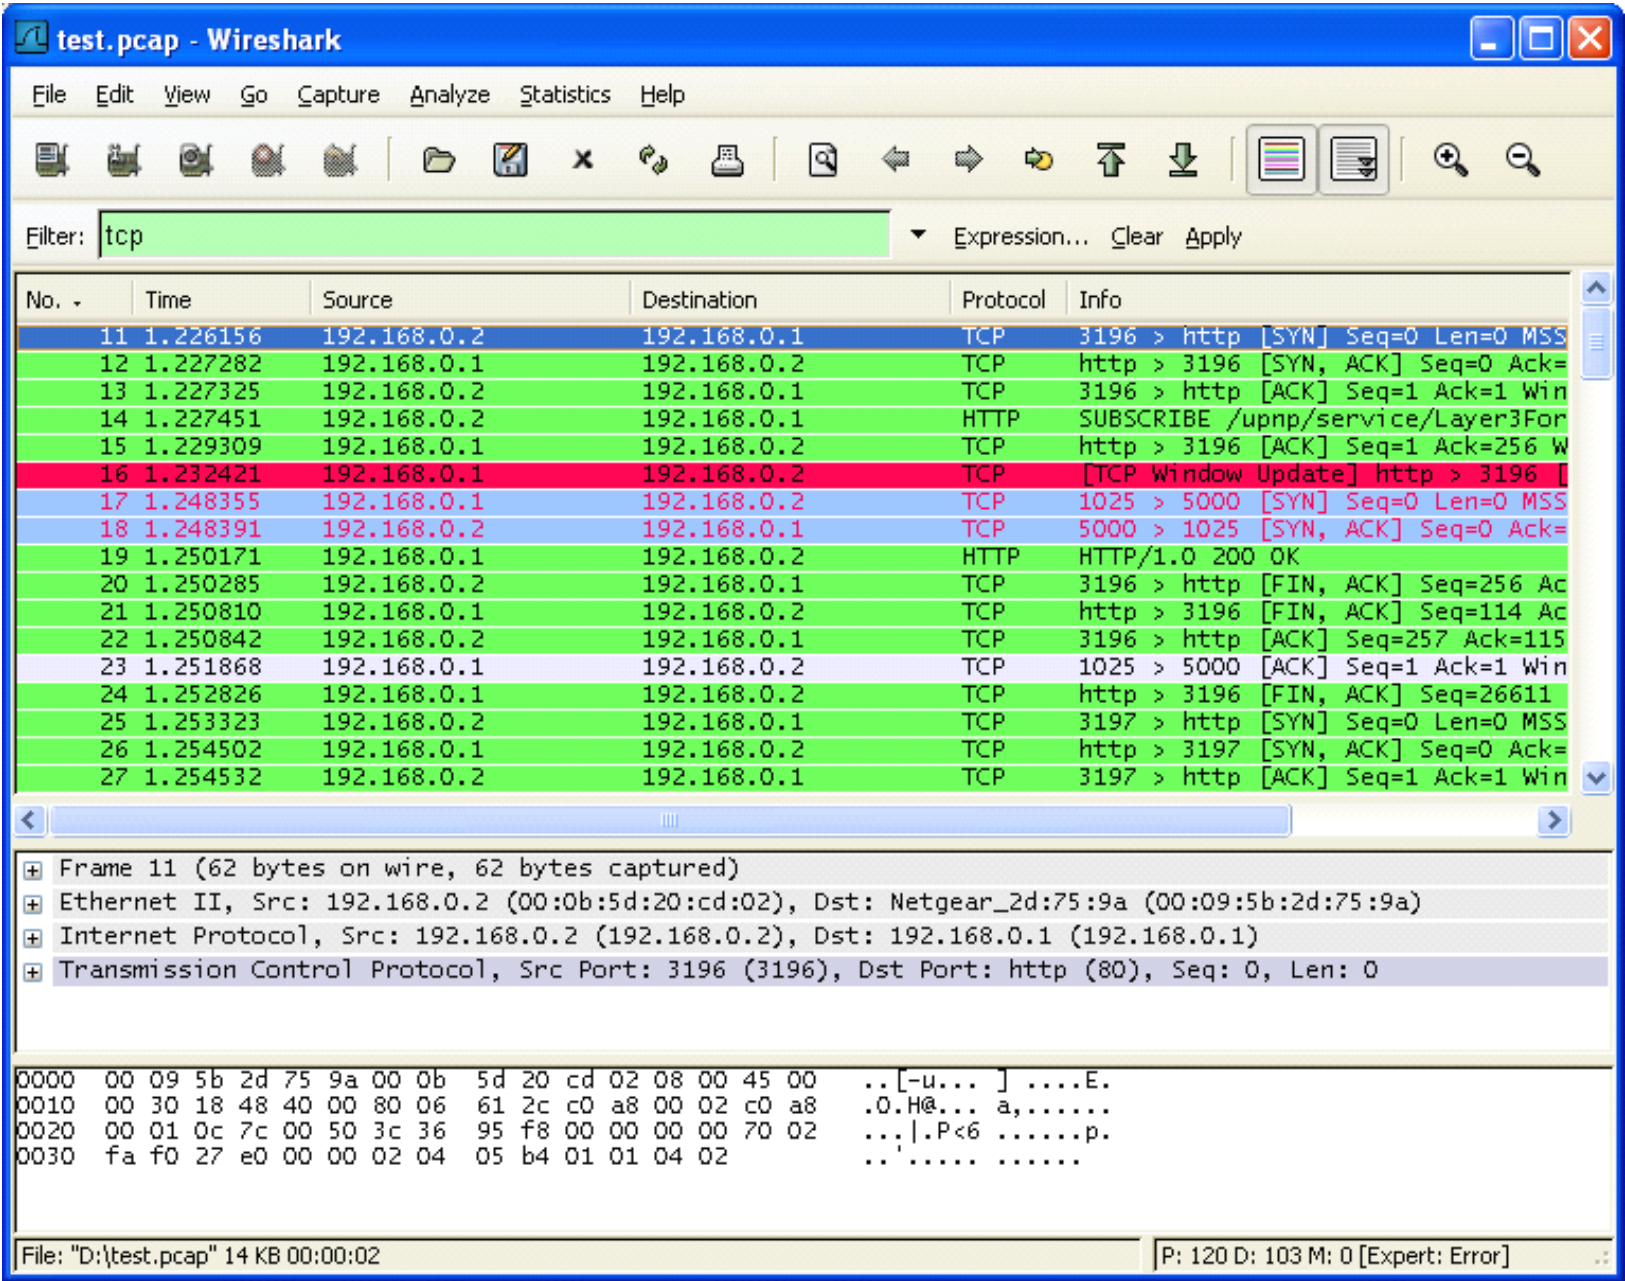 test.pcap - Wireshark
File Edit View Go Capture Analyze Statistics Help
Filter: tcp Expression... Clear Apply
No. Time Source Destination Protocol Info
11 1.226156 192.168.0.2 192.168.0.1 TCP 3196 > http [SYN] Seq=0 Len=0 MSS
12 1.227282 192.168.0.1 192.168.0.2 TCP http > 3196 [SYN, ACK] Seq=0 Ack=
13 1.227325 192.168.0.2 192.168.0.1 TCP 3196 > http [ACK] Seq=1 Ack=1 Win
14 1.227451 192.168.0.2 192.168.0.1 HTTP SUBSCRIBE /upnp/service/Layer3For
15 1.229309 192.168.0.1 192.168.0.2 TCP http > 3196 [ACK] Seq=1 Ack=256 W
16 1.232421 192.168.0.1 192.168.0.2 TCP [TCP Window Update] http > 3196 [
17 1.248355 192.168.0.1 192.168.0.2 TCP 1025 > 5000 [SYN] Seq=0 Len=0 MSS
18 1.248391 192.168.0.2 192.168.0.1 TCP 5000 > 1025 [SYN, ACK] Seq=0 Ack=
19 1.250171 192.168.0.1 192.168.0.2 HTTP HTTP/1.0 200 OK
20 1.250285 192.168.0.2 192.168.0.1 TCP 3196 > http [FIN, ACK] Seq=256 Ac
21 1.250810 192.168.0.1 192.168.0.2 TCP http > 3196 [FIN, ACK] Seq=114 Ac
22 1.250842 192.168.0.2 192.168.0.1 TCP 3196 > http [ACK] Seq=257 Ack=115
23 1.251868 192.168.0.1 192.168.0.2 TCP 1025 > 5000 [ACK] Seq=1 Ack=1 Win
24 1.252826 192.168.0.1 192.168.0.2 TCP http > 3196 [FIN, ACK] Seq=26611
25 1.253323 192.168.0.2 192.168.0.1 TCP 3197 > http [SYN] Seq=0 Len=0 MSS
26 1.254502 192.168.0.1 192.168.0.2 TCP http > 3197 [SYN, ACK] Seq=0 Ack=
27 1.254532 192.168.0.2 192.168.0.1 TCP 3197 > http [ACK] Seq=1 Ack=1 Win
Frame 11 (62 bytes on wire, 62 bytes captured)
Ethernet II, Src: 192.168.0.2 (00:0b:5d:20:cd:02), Dst: Netgear_2d:75:9a (00:09:5b:2d:75:9a)
Internet Protocol, Src: 192.168.0.2 (192.168.0.2), Dst: 192.168.0.1 (192.168.0.1)
Transmission Control Protocol, Src Port: 3196 (3196), Dst Port: http (80), Seq: 0, Len: 0
0000 00 09 5b 2d 75 9a 00 0b 5d 20 cd 02 08 00 45 00 ..[-u... ] ....E.
0010 00 30 18 48 40 00 80 06 61 2c c0 a8 00 02 c0 a8 .0.H@... a,......
0020 00 01 0c 7c 00 50 3c 36 95 f8 00 00 00 00 70 02 ...|.P<6 ......p.
0030 fa f0 27 e0 00 00 02 04 05 b4 01 01 04 02 ..'..... ......
File: "D:\test.pcap" 14 KB 00:00:02 P: 120 D: 103 M: 0 [Expert: Error]